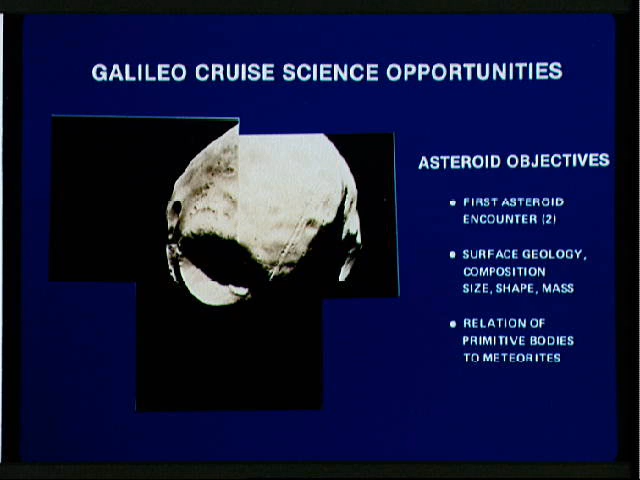 GALILEO CRUISE SCIENCE OPPORTUNITIES
ASTEROID OBJECTIVES
• FIRST ASTEROID
ENCOUNTER (2)
• SURFACE GEOLOGY,
COMPOSITION
SIZE, SHAPE, MASS
• RELATION OF
PRIMITIVE BODIES
TO METEORITES